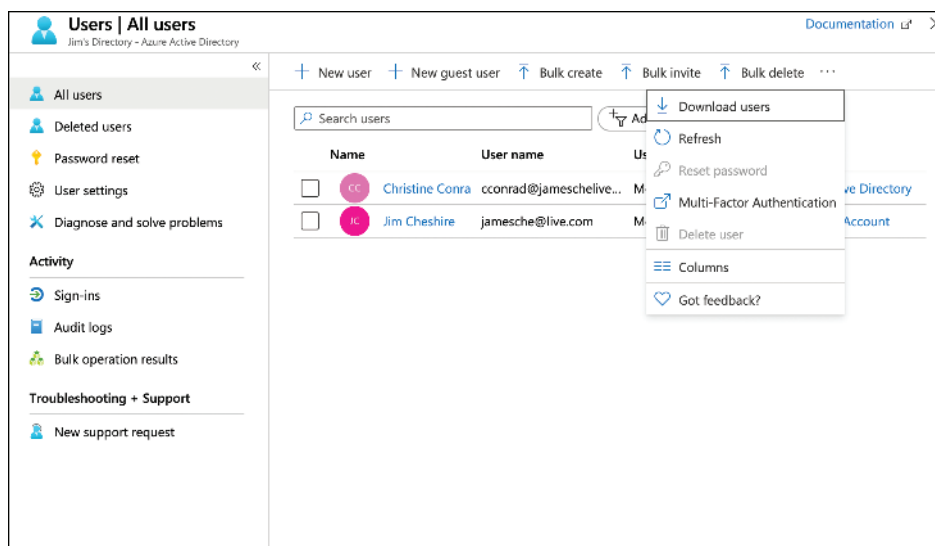 Users | All users
Jim's Directory - Azure Active Directory
Documentation
All users
Deleted users
Password reset
User settings
Diagnose and solve problems
Activity
Sign-ins
Audit logs
Bulk operation results
Troubleshooting + Support
New support request
New user New guest user Bulk create Bulk invite Bulk delete ...
Search users Ad
Name User name Us
CC Christine Conra cconrad@jameschelive... M ve Directory
JC Jim Cheshire jamesche@live.com M Account
Download users
Refresh
Reset password
Multi-Factor Authentication
Delete user
Columns
Got feedback?